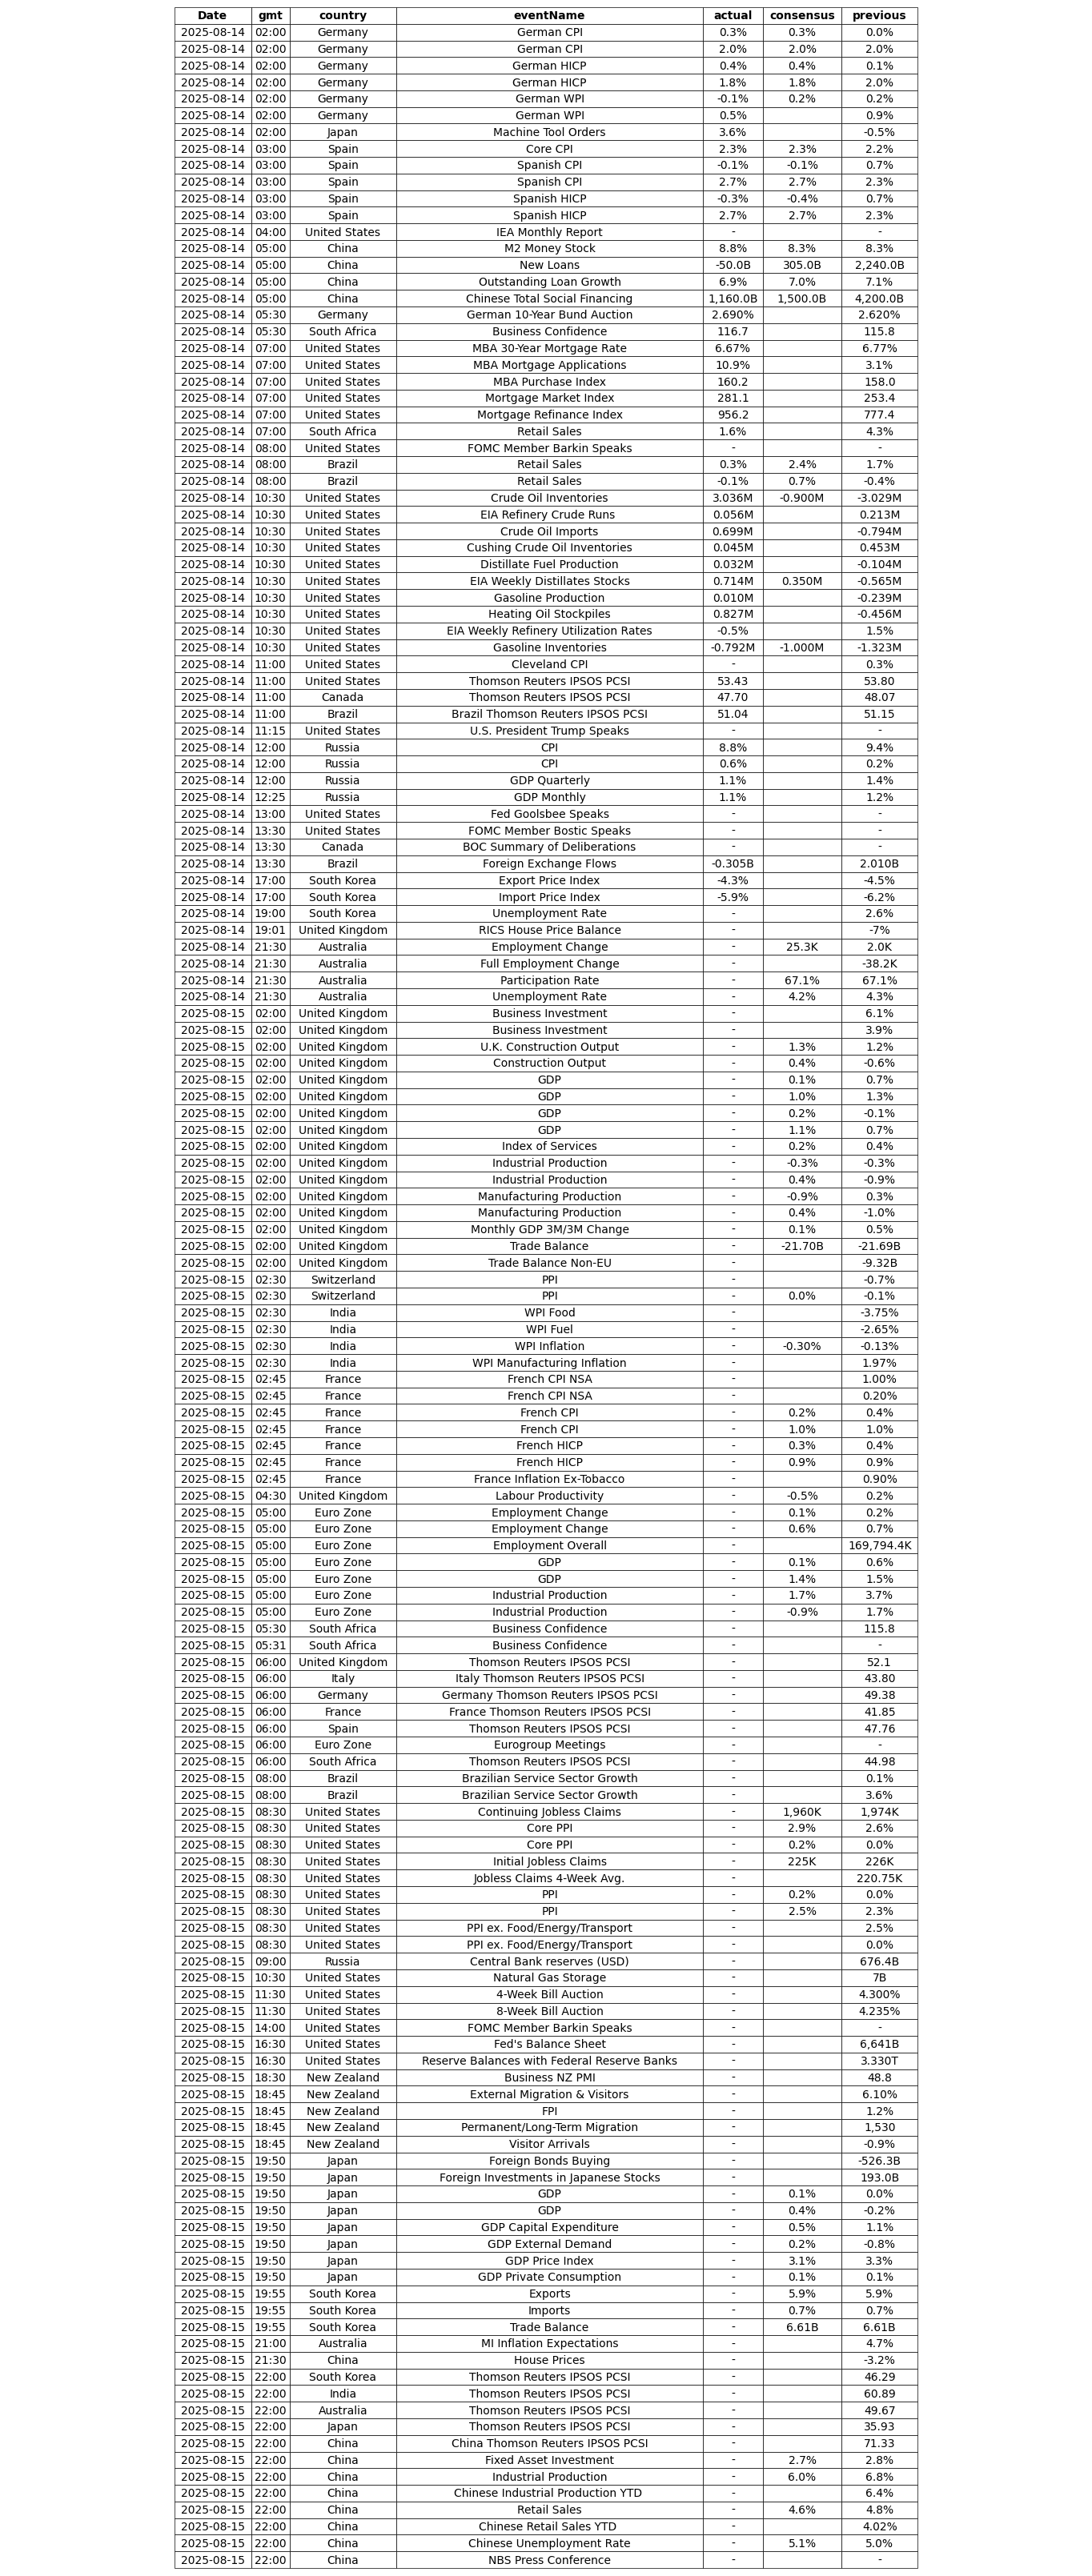 Date gmt country eventName actual consensus previous
2025-08-14 02:00 Germany German CPI 0.3% 0.3% 0.0%
2025-08-14 02:00 Germany German CPI 2.0% 2.0% 2.0%
2025-08-14 02:00 Germany German HICP 0.4% 0.4% 0.1%
2025-08-14 02:00 Germany German HICP 1.8% 1.8% 2.0%
2025-08-14 02:00 Germany German WPI -0.1% 0.2% 0.2%
2025-08-14 02:00 Germany German WPI 0.5% 0.9%
2025-08-14 02:00 Japan Machine Tool Orders 3.6% -0.5%
2025-08-14 03:00 Spain Core CPI 2.3% 2.3% 2.2%
2025-08-14 03:00 Spain Spanish CPI -0.1% -0.1% 0.7%
2025-08-14 03:00 Spain Spanish CPI 2.7% 2.7% 2.3%
2025-08-14 03:00 Spain Spanish HICP -0.3% -0.4% 0.7%
2025-08-14 03:00 Spain Spanish HICP 2.7% 2.7% 2.3%
2025-08-14 04:00 United States IEA Monthly Report - -
2025-08-14 05:00 China M2 Money Stock 8.8% 8.3% 8.3%
2025-08-14 05:00 China New Loans -50.0B 305.0B 2,240.0B
2025-08-14 05:00 China Outstanding Loan Growth 6.9% 7.0% 7.1%
2025-08-14 05:00 China Chinese Total Social Financing 1,160.0B 1,500.0B 4,200.0B
2025-08-14 05:30 Germany German 10-Year Bund Auction 2.690% 2.620%
2025-08-14 05:30 South Africa Business Confidence 116.7 115.8
2025-08-14 07:00 United States MBA 30-Year Mortgage Rate 6.67% 6.77%
2025-08-14 07:00 United States MBA Mortgage Applications 10.9% 3.1%
2025-08-14 07:00 United States MBA Purchase Index 160.2 158.0
2025-08-14 07:00 United States Mortgage Market Index 281.1 253.4
2025-08-14 07:00 United States Mortgage Refinance Index 956.2 777.4
2025-08-14 07:00 South Africa Retail Sales 1.6% 4.3%
2025-08-14 08:00 United States FOMC Member Barkin Speaks - -
2025-08-14 08:00 Brazil Retail Sales 0.3% 2.4% 1.7%
2025-08-14 08:00 Brazil Retail Sales -0.1% 0.7% -0.4%
2025-08-14 10:30 United States Crude Oil Inventories 3.036M -0.900M -3.029M
2025-08-14 10:30 United States EIA Refinery Crude Runs 0.056M 0.213M
2025-08-14 10:30 United States Crude Oil Imports 0.699M -0.794M
2025-08-14 10:30 United States Cushing Crude Oil Inventories 0.045M 0.453M
2025-08-14 10:30 United States Distillate Fuel Production 0.032M -0.104M
2025-08-14 10:30 United States EIA Weekly Distillates Stocks 0.714M 0.350M -0.565M
2025-08-14 10:30 United States Gasoline Production 0.010M -0.239M
2025-08-14 10:30 United States Heating Oil Stockpiles 0.827M -0.456M
2025-08-14 10:30 United States EIA Weekly Refinery Utilization Rates -0.5% 1.5%
2025-08-14 10:30 United States Gasoline Inventories -0.792M -1.000M -1.323M
2025-08-14 11:00 United States Cleveland CPI - 0.3%
2025-08-14 11:00 United States Thomson Reuters IPSOS PCSI 53.43 53.80
2025-08-14 11:00 Canada Thomson Reuters IPSOS PCSI 47.70 48.07
2025-08-14 11:00 Brazil Brazil Thomson Reuters IPSOS PCSI 51.04 51.15
2025-08-14 11:15 United States U.S. President Trump Speaks - -
2025-08-14 12:00 Russia CPI 8.8% 9.4%
2025-08-14 12:00 Russia CPI 0.6% 0.2%
2025-08-14 12:00 Russia GDP Quarterly 1.1% 1.4%
2025-08-14 12:25 Russia GDP Monthly 1.1% 1.2%
2025-08-14 13:00 United States Fed Goolsbee Speaks - -
2025-08-14 13:30 United States FOMC Member Bostic Speaks - -
2025-08-14 13:30 Canada BOC Summary of Deliberations - -
2025-08-14 13:30 Brazil Foreign Exchange Flows -0.305B 2.010B
2025-08-14 17:00 South Korea Export Price Index -4.3% -4.5%
2025-08-14 17:00 South Korea Import Price Index -5.9% -6.2%
2025-08-14 19:00 South Korea Unemployment Rate - 2.6%
2025-08-14 19:01 United Kingdom RICS House Price Balance - -7%
2025-08-14 21:30 Australia Employment Change - 25.3K 2.0K
2025-08-14 21:30 Australia Full Employment Change - -38.2K
2025-08-14 21:30 Australia Participation Rate - 67.1% 67.1%
2025-08-14 21:30 Australia Unemployment Rate - 4.2% 4.3%
2025-08-15 02:00 United Kingdom Business Investment - 6.1%
2025-08-15 02:00 United Kingdom Business Investment - 3.9%
2025-08-15 02:00 United Kingdom U.K. Construction Output - 1.3% 1.2%
2025-08-15 02:00 United Kingdom Construction Output - 0.4% -0.6%
2025-08-15 02:00 United Kingdom GDP - 0.1% 0.7%
2025-08-15 02:00 United Kingdom GDP - 1.0% 1.3%
2025-08-15 02:00 United Kingdom GDP - 0.2% -0.1%
2025-08-15 02:00 United Kingdom GDP - 1.1% 0.7%
2025-08-15 02:00 United Kingdom Index of Services - 0.2% 0.4%
2025-08-15 02:00 United Kingdom Industrial Production - -0.3% -0.3%
2025-08-15 02:00 United Kingdom Industrial Production - 0.4% -0.9%
2025-08-15 02:00 United Kingdom Manufacturing Production - -0.9% 0.3%
2025-08-15 02:00 United Kingdom Manufacturing Production - 0.4% -1.0%
2025-08-15 02:00 United Kingdom Monthly GDP 3M/3M Change - 0.1% 0.5%
2025-08-15 02:00 United Kingdom Trade Balance - -21.70B -21.69B
2025-08-15 02:00 United Kingdom Trade Balance Non-EU - -9.32B
2025-08-15 02:30 Switzerland PPI - -0.7%
2025-08-15 02:30 Switzerland PPI - 0.0% -0.1%
2025-08-15 02:30 India WPI Food - -3.75%
2025-08-15 02:30 India WPI Fuel - -2.65%
2025-08-15 02:30 India WPI Inflation - -0.30% -0.13%
2025-08-15 02:30 India WPI Manufacturing Inflation - 1.97%
2025-08-15 02:45 France French CPI NSA - 1.00%
2025-08-15 02:45 France French CPI NSA - 0.20%
2025-08-15 02:45 France French CPI - 0.2% 0.4%
2025-08-15 02:45 France French CPI - 1.0% 1.0%
2025-08-15 02:45 France French HICP - 0.3% 0.4%
2025-08-15 02:45 France French HICP - 0.9% 0.9%
2025-08-15 02:45 France France Inflation Ex-Tobacco - 0.90%
2025-08-15 04:30 United Kingdom Labour Productivity - -0.5% 0.2%
2025-08-15 05:00 Euro Zone Employment Change - 0.1% 0.2%
2025-08-15 05:00 Euro Zone Employment Change - 0.6% 0.7%
2025-08-15 05:00 Euro Zone Employment Overall - 169,794.4K
2025-08-15 05:00 Euro Zone GDP - 0.1% 0.6%
2025-08-15 05:00 Euro Zone GDP - 1.4% 1.5%
2025-08-15 05:00 Euro Zone Industrial Production - 1.7% 3.7%
2025-08-15 05:00 Euro Zone Industrial Production - -0.9% 1.7%
2025-08-15 05:30 South Africa Business Confidence - 115.8
2025-08-15 05:31 South Africa Business Confidence - -
2025-08-15 06:00 United Kingdom Thomson Reuters IPSOS PCSI - 52.1
2025-08-15 06:00 Italy Italy Thomson Reuters IPSOS PCSI - 43.80
2025-08-15 06:00 Germany Germany Thomson Reuters IPSOS PCSI - 49.38
2025-08-15 06:00 France France Thomson Reuters IPSOS PCSI - 41.85
2025-08-15 06:00 Spain Thomson Reuters IPSOS PCSI - 47.76
2025-08-15 06:00 Euro Zone Eurogroup Meetings - -
2025-08-15 06:00 South Africa Thomson Reuters IPSOS PCSI - 44.98
2025-08-15 08:00 Brazil Brazilian Service Sector Growth - 0.1%
2025-08-15 08:00 Brazil Brazilian Service Sector Growth - 3.6%
2025-08-15 08:30 United States Continuing Jobless Claims - 1,960K 1,974K
2025-08-15 08:30 United States Core PPI - 2.9% 2.6%
2025-08-15 08:30 United States Core PPI - 0.2% 0.0%
2025-08-15 08:30 United States Initial Jobless Claims - 225K 226K
2025-08-15 08:30 United States Jobless Claims 4-Week Avg. - 220.75K
2025-08-15 08:30 United States PPI - 0.2% 0.0%
2025-08-15 08:30 United States PPI - 2.5% 2.3%
2025-08-15 08:30 United States PPI ex. Food/Energy/Transport - 2.5%
2025-08-15 08:30 United States PPI ex. Food/Energy/Transport - 0.0%
2025-08-15 09:00 Russia Central Bank reserves (USD) - 676.4B
2025-08-15 10:30 United States Natural Gas Storage - 7B
2025-08-15 11:30 United States 4-Week Bill Auction - 4.300%
2025-08-15 11:30 United States 8-Week Bill Auction - 4.235%
2025-08-15 14:00 United States FOMC Member Barkin Speaks - -
2025-08-15 16:30 United States Fed's Balance Sheet - 6,641B
2025-08-15 16:30 United States Reserve Balances with Federal Reserve Banks - 3.330T
2025-08-15 18:30 New Zealand Business NZ PMI - 48.8
2025-08-15 18:45 New Zealand External Migration & Visitors - 6.10%
2025-08-15 18:45 New Zealand FPI - 1.2%
2025-08-15 18:45 New Zealand Permanent/Long-Term Migration - 1,530
2025-08-15 18:45 New Zealand Visitor Arrivals - -0.9%
2025-08-15 19:50 Japan Foreign Bonds Buying - -526.3B
2025-08-15 19:50 Japan Foreign Investments in Japanese Stocks - 193.0B
2025-08-15 19:50 Japan GDP - 0.1% 0.0%
2025-08-15 19:50 Japan GDP - 0.4% -0.2%
2025-08-15 19:50 Japan GDP Capital Expenditure - 0.5% 1.1%
2025-08-15 19:50 Japan GDP External Demand - 0.2% -0.8%
2025-08-15 19:50 Japan GDP Price Index - 3.1% 3.3%
2025-08-15 19:50 Japan GDP Private Consumption - 0.1% 0.1%
2025-08-15 19:55 South Korea Exports - 5.9% 5.9%
2025-08-15 19:55 South Korea Imports - 0.7% 0.7%
2025-08-15 19:55 South Korea Trade Balance - 6.61B 6.61B
2025-08-15 21:00 Australia MI Inflation Expectations - 4.7%
2025-08-15 21:30 China House Prices - -3.2%
2025-08-15 22:00 South Korea Thomson Reuters IPSOS PCSI - 46.29
2025-08-15 22:00 India Thomson Reuters IPSOS PCSI - 60.89
2025-08-15 22:00 Australia Thomson Reuters IPSOS PCSI - 49.67
2025-08-15 22:00 Japan Thomson Reuters IPSOS PCSI - 35.93
2025-08-15 22:00 China China Thomson Reuters IPSOS PCSI - 71.33
2025-08-15 22:00 China Fixed Asset Investment - 2.7% 2.8%
2025-08-15 22:00 China Industrial Production - 6.0% 6.8%
2025-08-15 22:00 China Chinese Industrial Production YTD - 6.4%
2025-08-15 22:00 China Retail Sales - 4.6% 4.8%
2025-08-15 22:00 China Chinese Retail Sales YTD - 4.02%
2025-08-15 22:00 China Chinese Unemployment Rate - 5.1% 5.0%
2025-08-15 22:00 China NBS Press Conference - -